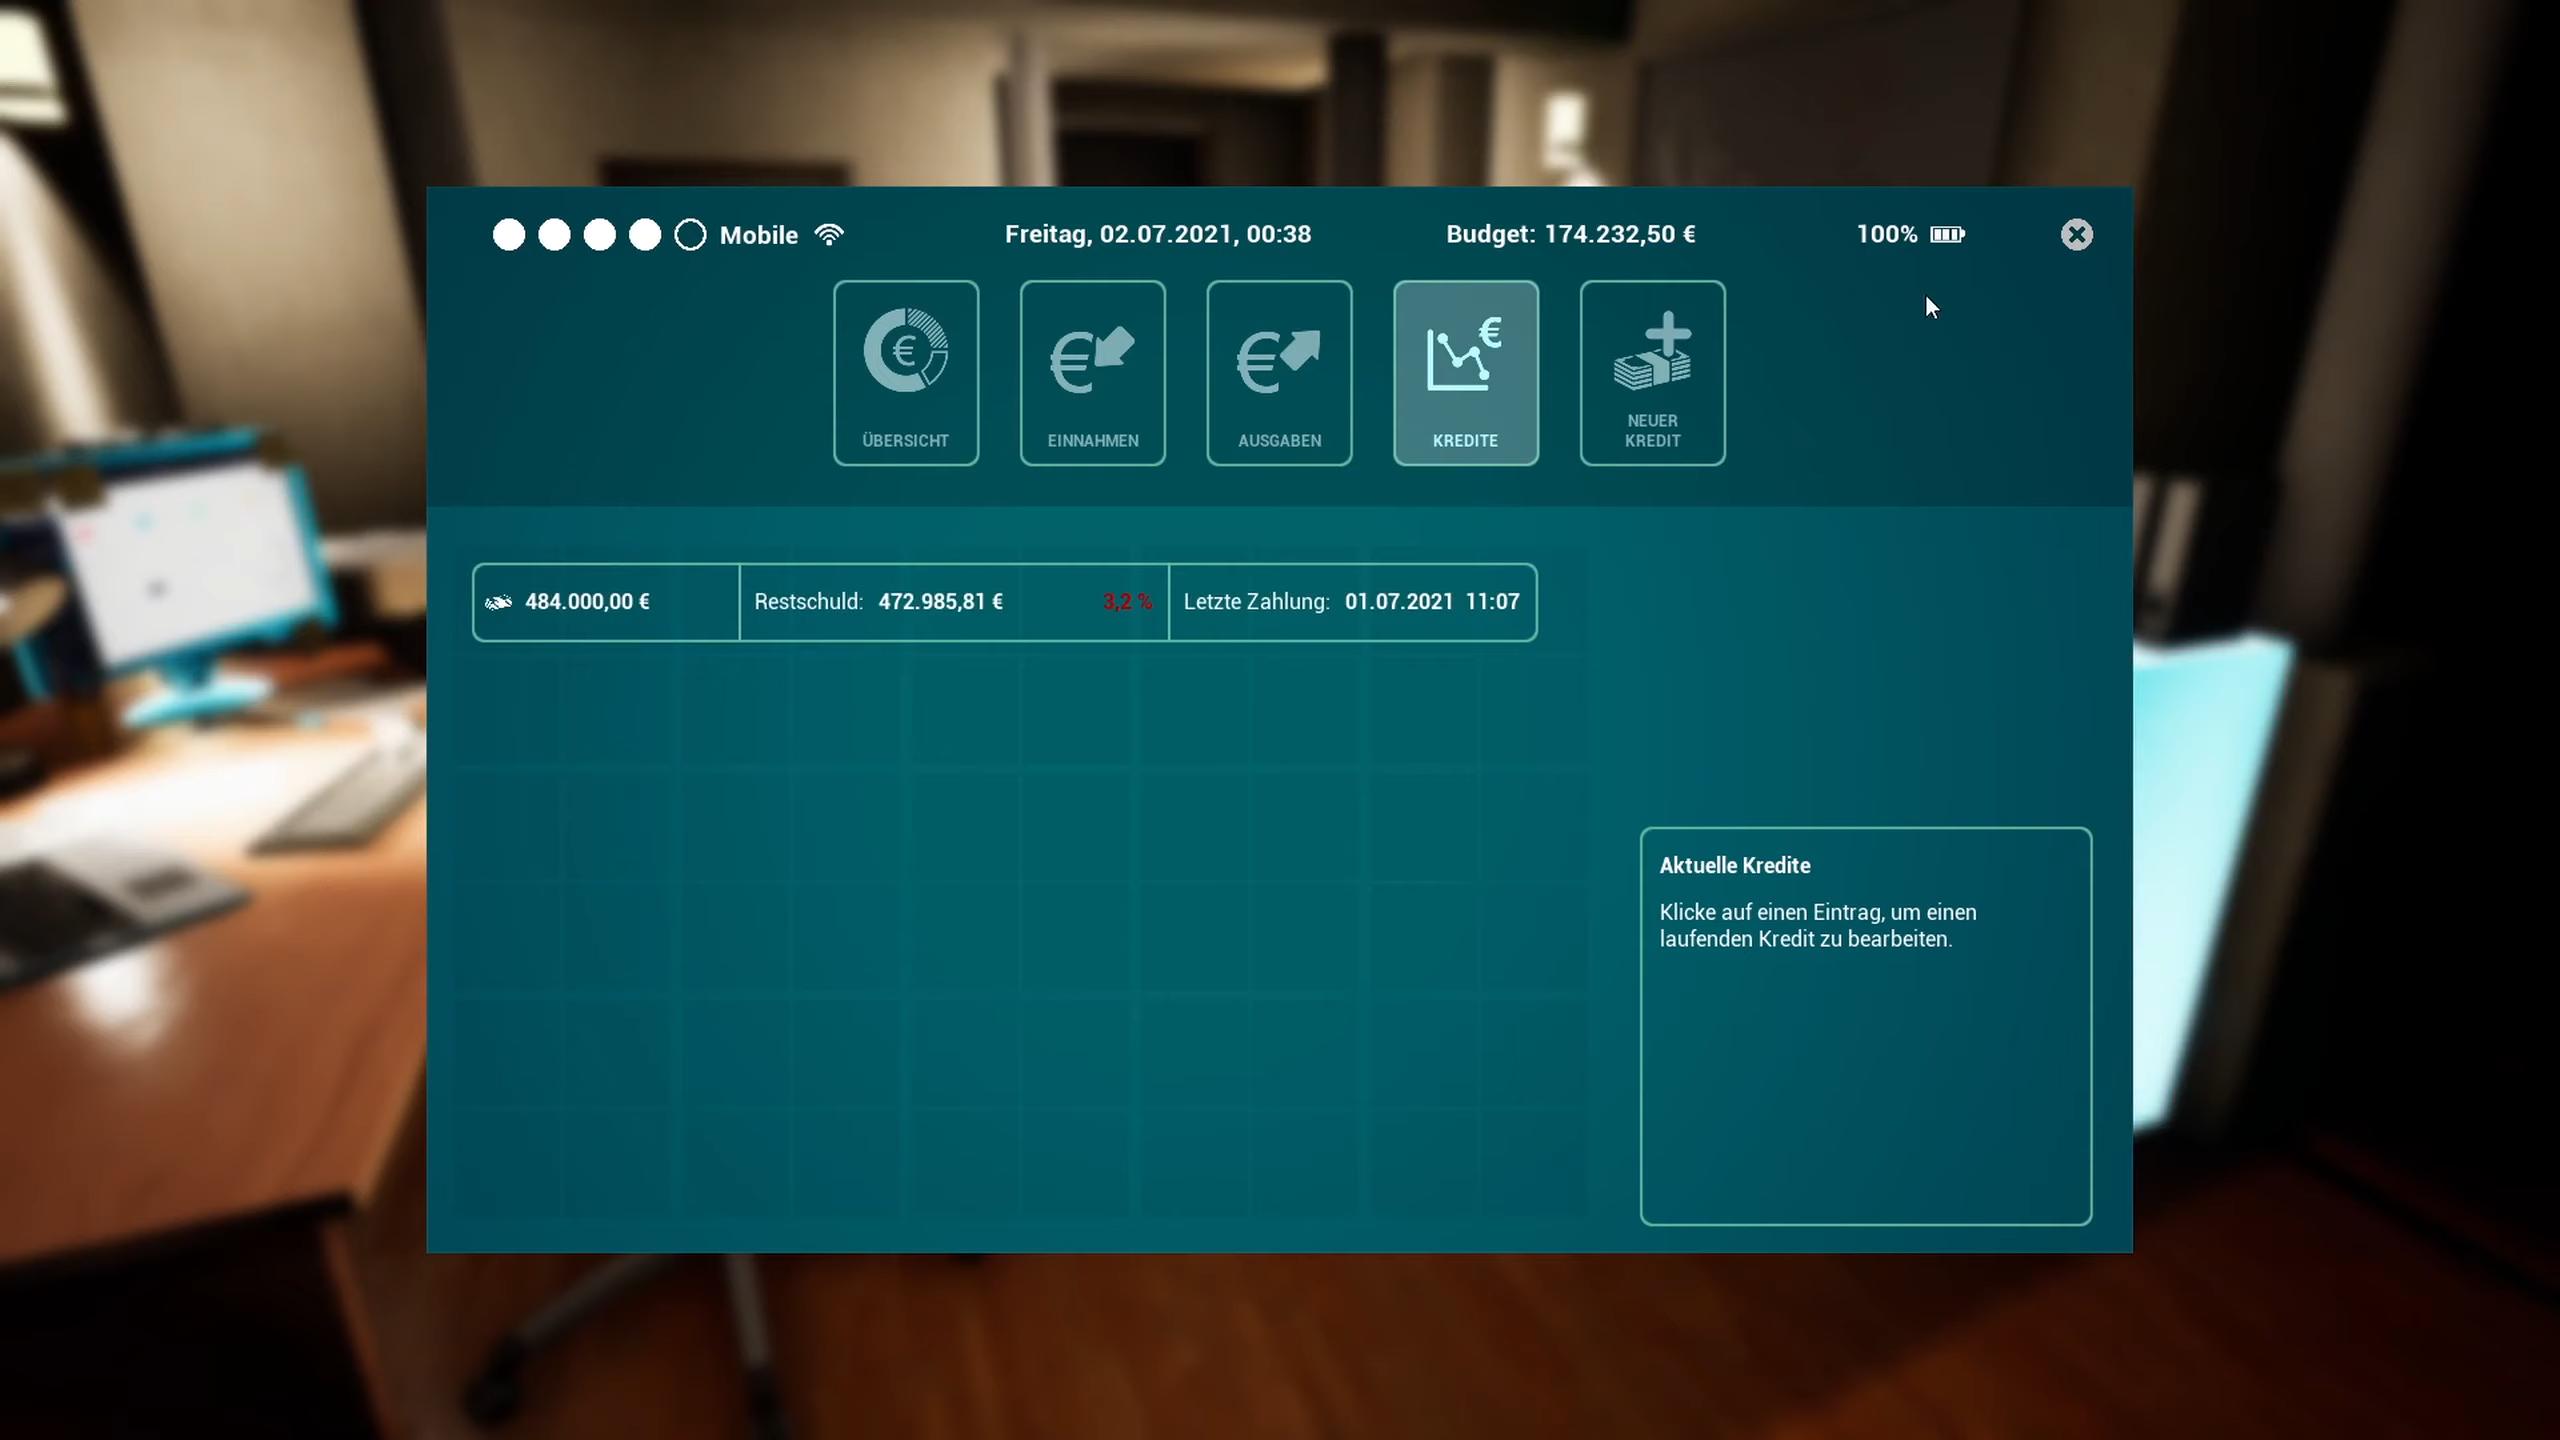 Mobile
Freitag, 02.07.2021, 00:38
Budget: 174.232,50 €
100%
ÜBERSICHT
EINNAHMEN
AUSGABEN
KREDITE
NEUER
KREDIT
484.000,00 €
Restschuld: 472.985,81 €
3,2 %
Letzte Zahlung: 01.07.2021 11:07
Aktuelle Kredite
Klicke auf einen Eintrag, um einen
laufenden Kredit zu bearbeiten.